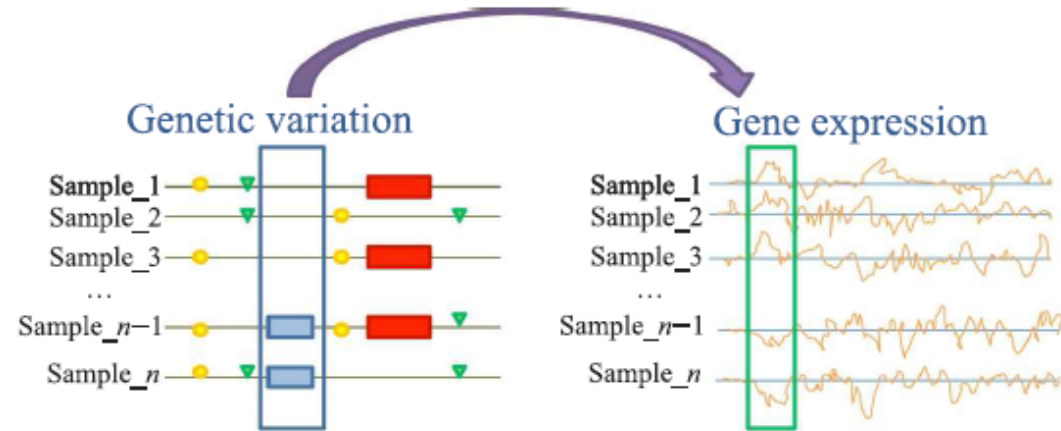 Genetic variation
Sample_1
Sample_2
Sample_3
...
Sample_n−1
Sample_n
Gene expression
Sample_1
Sample_2
Sample_3
...
Sample_n−1
Sample_n